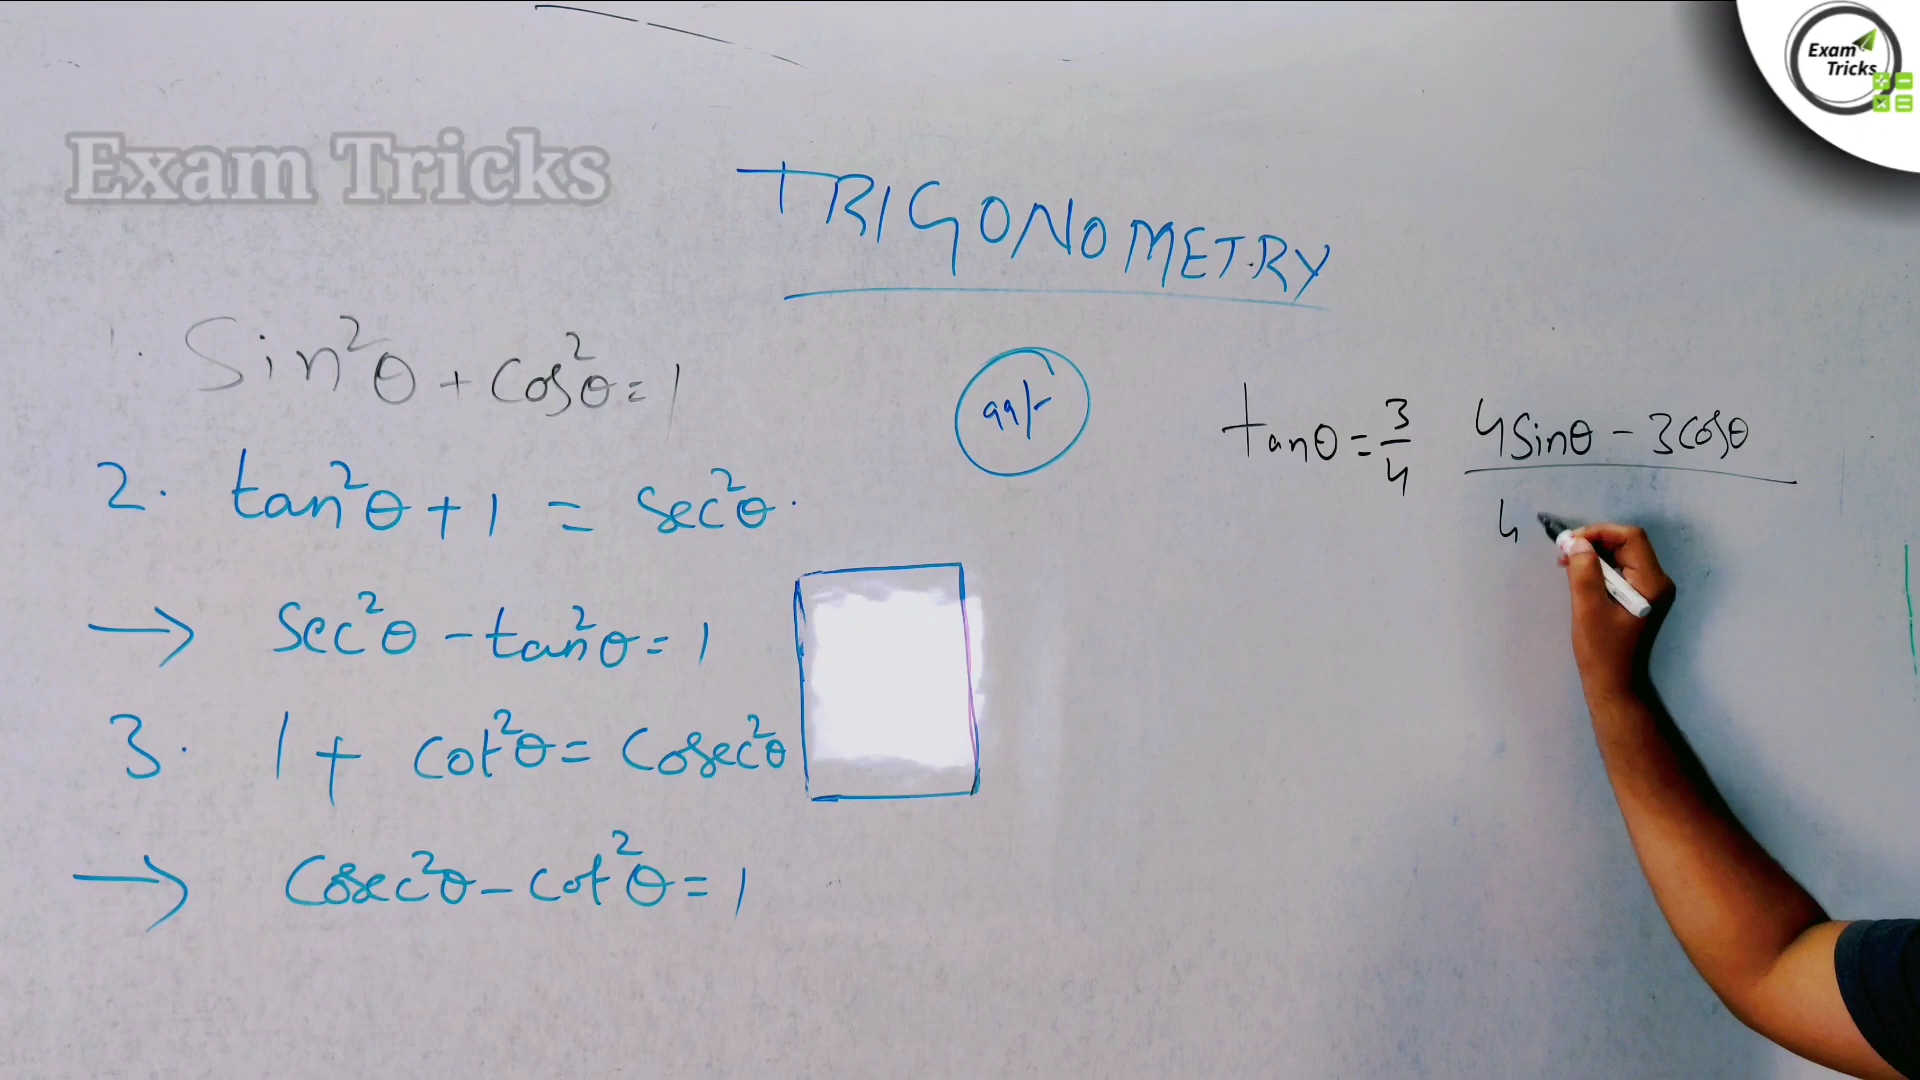 Exam Tricks
Exam Tricks
TRIGONOMETRY
1. Sin²θ + Cos²θ = 1
2. tan²θ + 1 = Sec²θ.
→ Sec²θ - tan²θ = 1
3. 1 + Cot²θ = Cosec²θ
→ Cosec²θ - Cot²θ = 1
99/-
tanθ = 3/4
4Sinθ - 3Cosθ
4